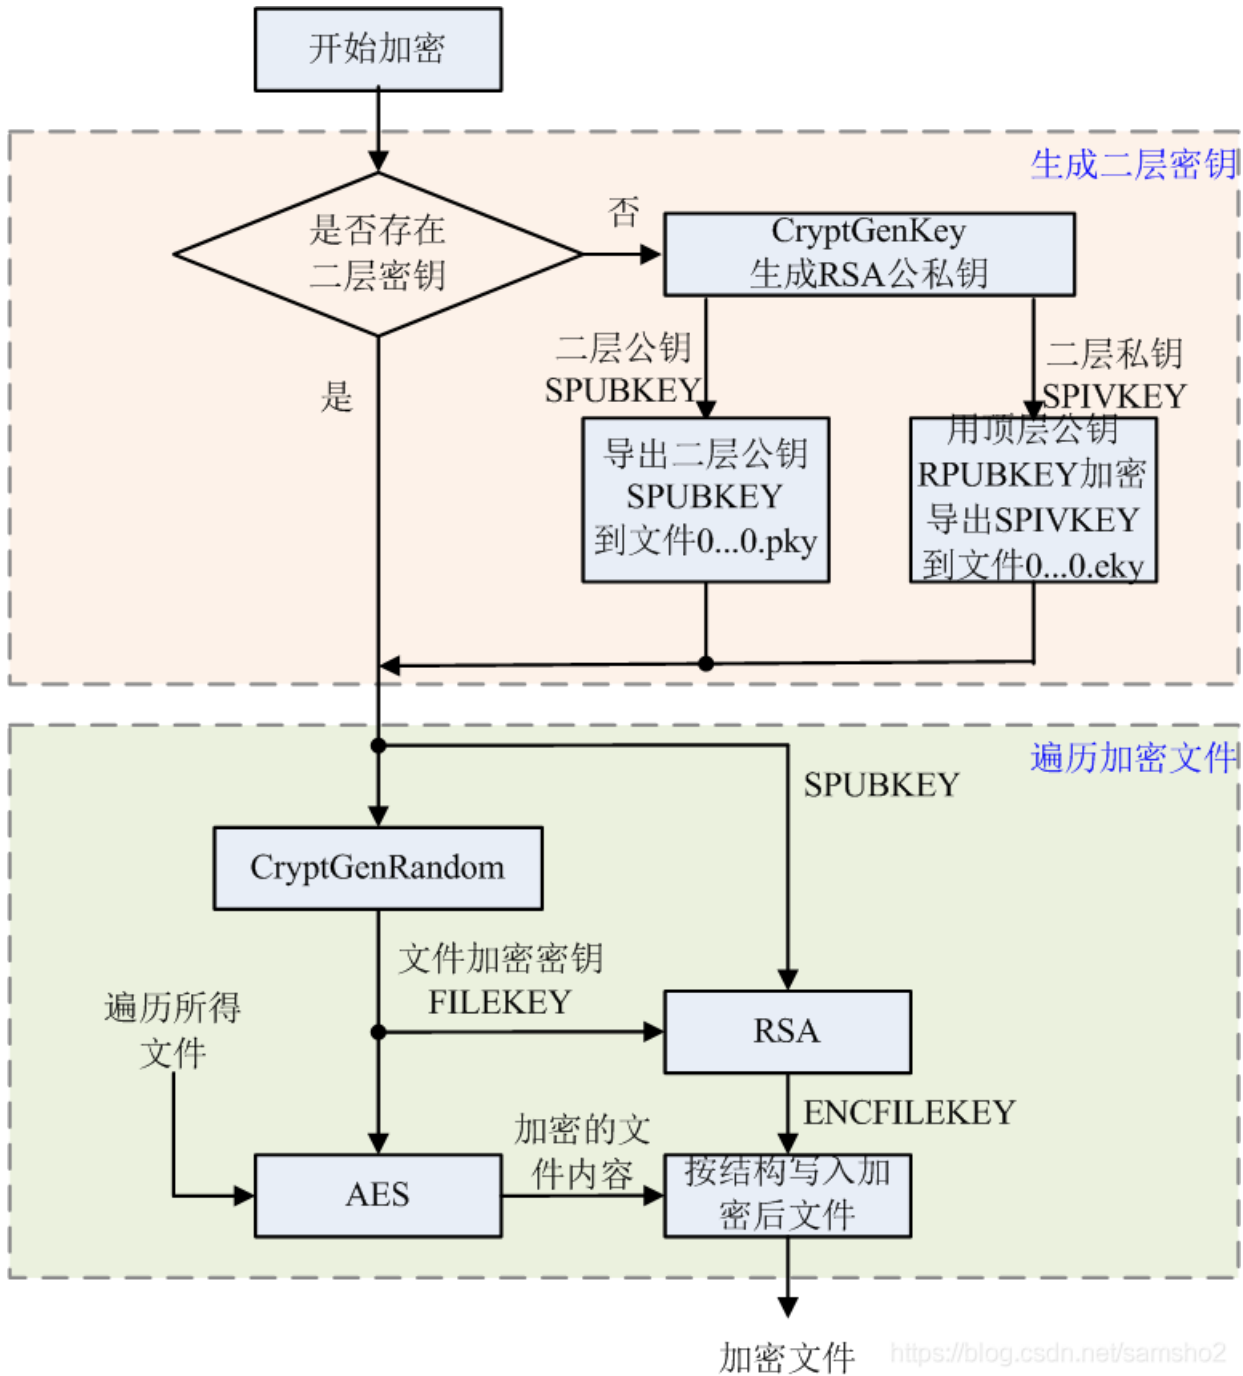 开始加密
生成二层密钥
是否存在
二层密钥
否
CryptGenKey
生成RSA公私钥
是
二层公钥
SPUBKEY
二层私钥
SPIVKEY
导出二层公钥
SPUBKEY
到文件0...0.pky
用顶层公钥
RPUBKEY加密
导出SPIVKEY
到文件0...0.eky
遍历加密文件
SPUBKEY
CryptGenRandom
文件加密密钥
FILEKEY
遍历所得
文件
RSA
ENCFILEKEY
加密的文
件内容
AES
按结构写入加
密后文件
加密文件
https://blog.csdn.net/samsho2